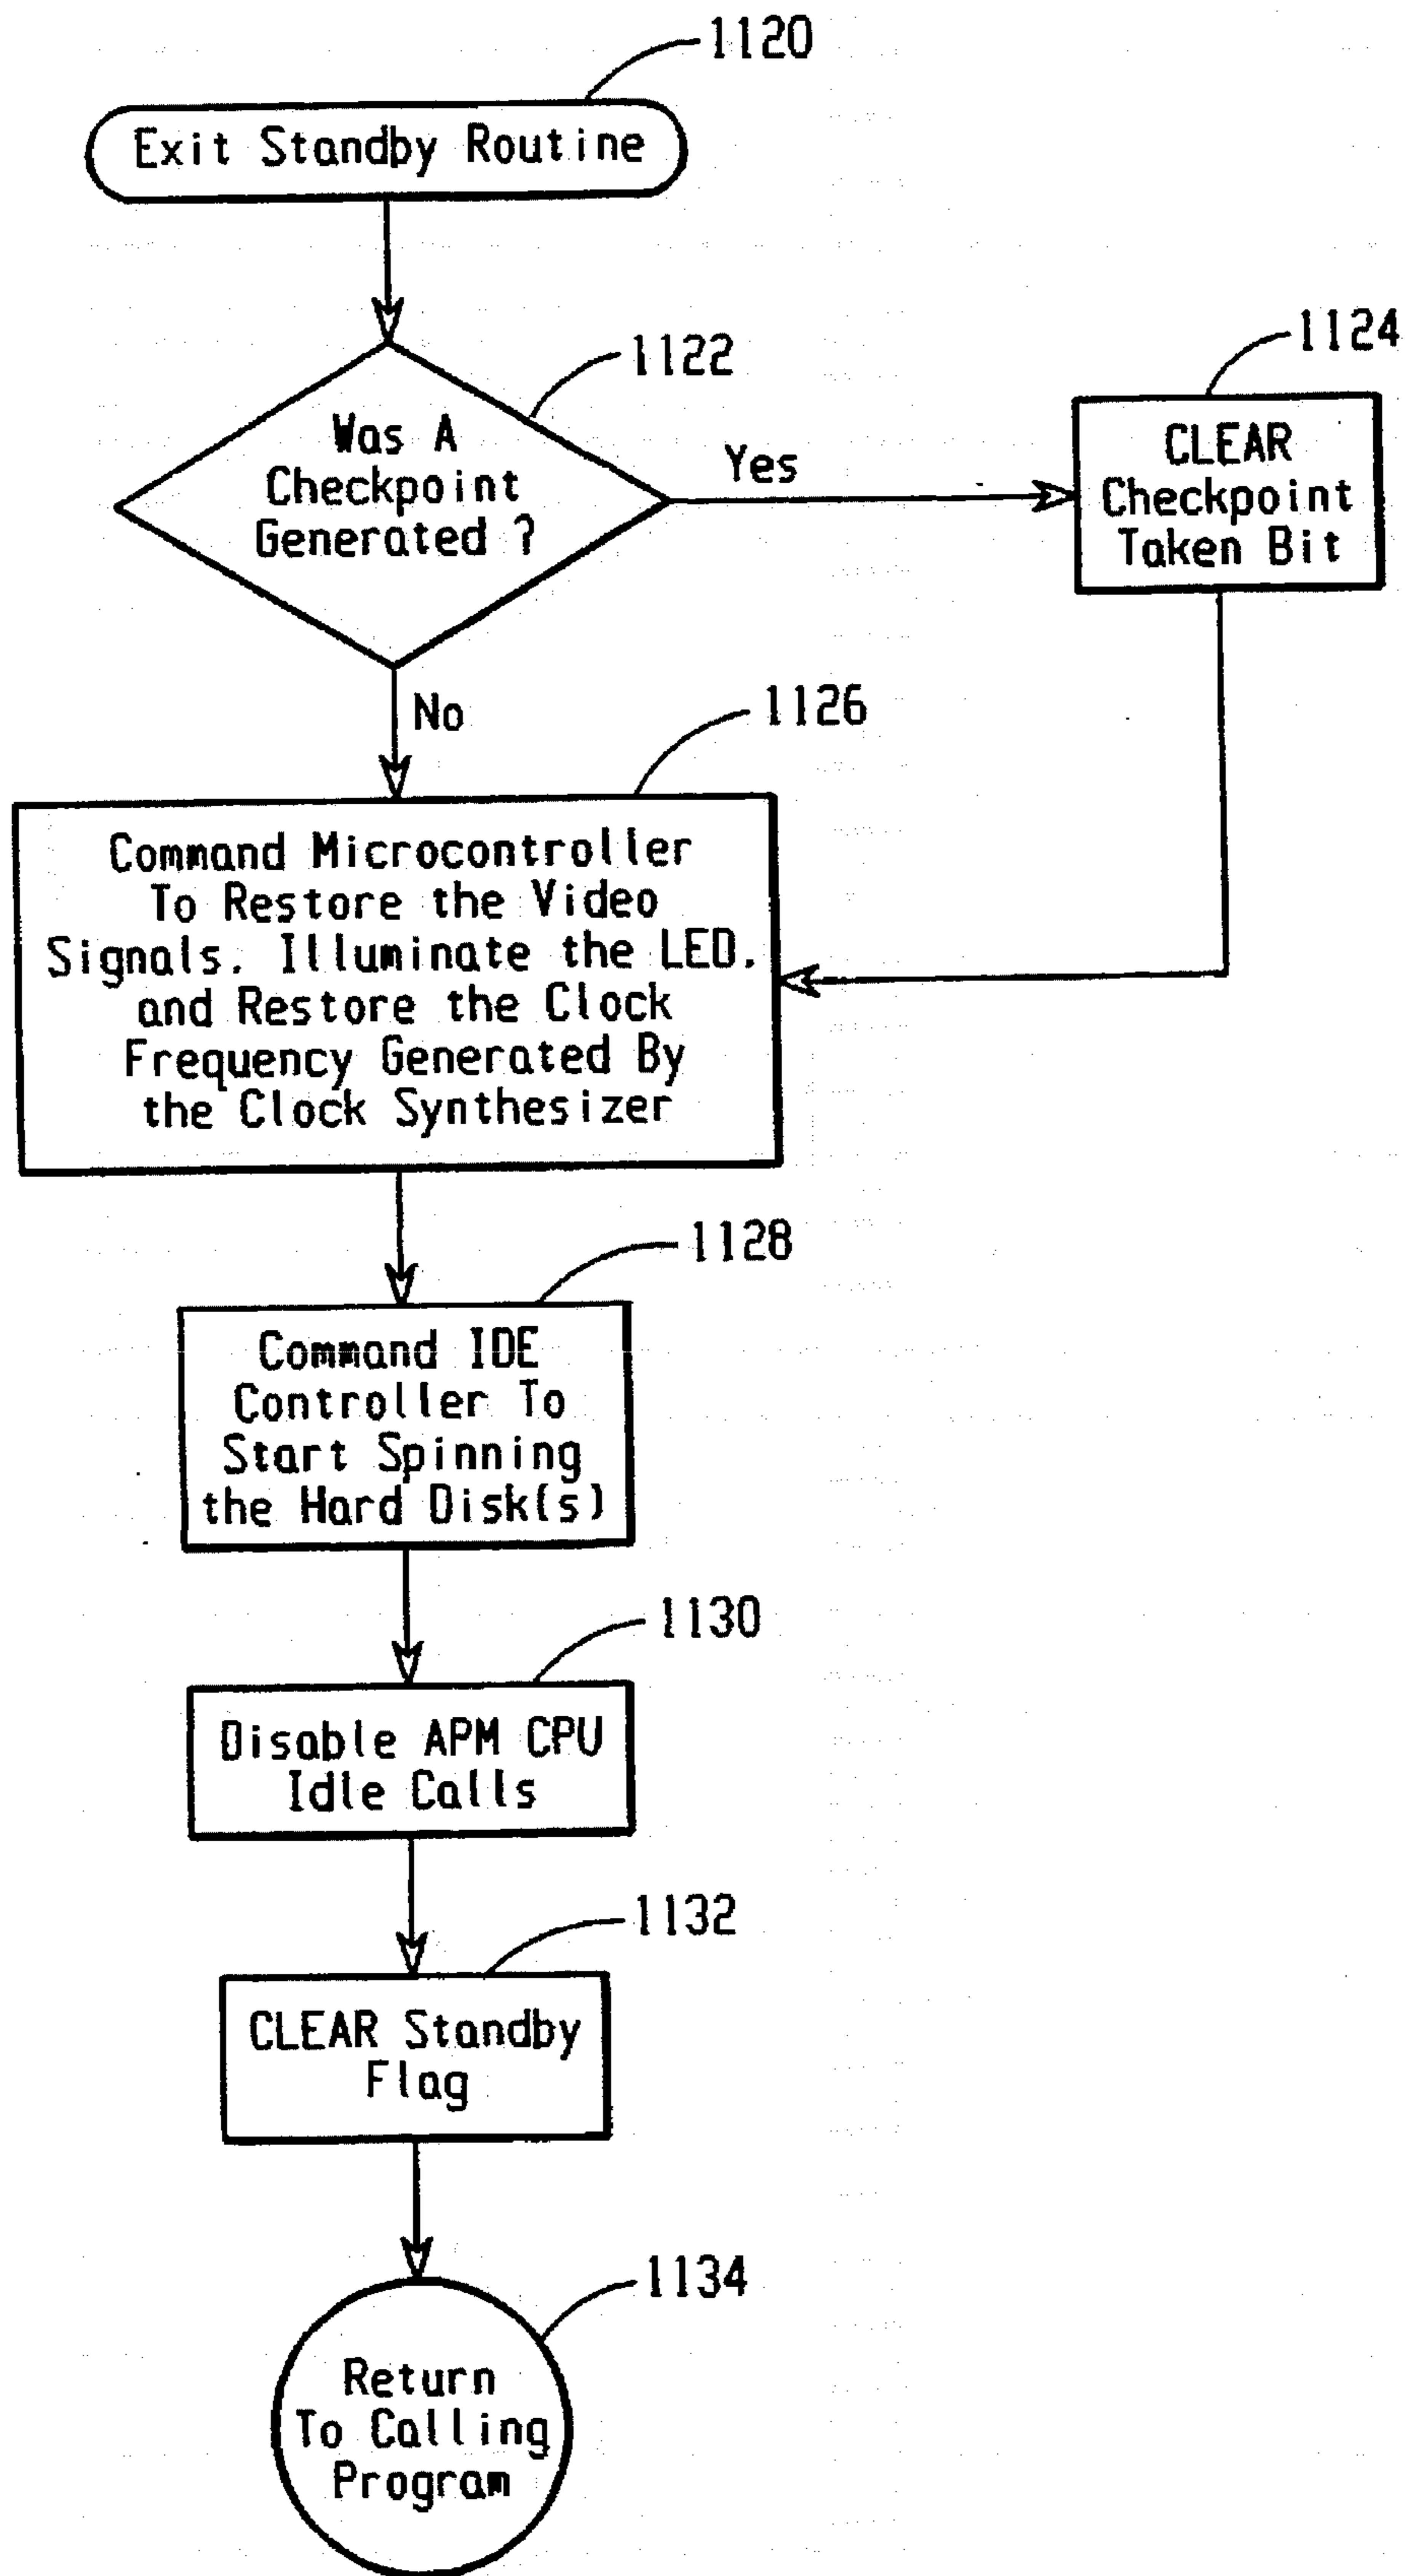 1120
Exit Standby Routine
1122
Was A
Checkpoint
Generated ?
Yes
1124
CLEAR
Checkpoint
Taken Bit
No
1126
Command Microcontroller
To Restore the Video
Signals. Illuminate the LED.
and Restore the Clock
Frequency Generated By
the Clock Synthesizer
1128
Command IDE
Controller To
Start Spinning
the Hard Disk(s)
1130
Disable APM CPU
Idle Calls
1132
CLEAR Standby
Flag
1134
Return
To Calling
Program